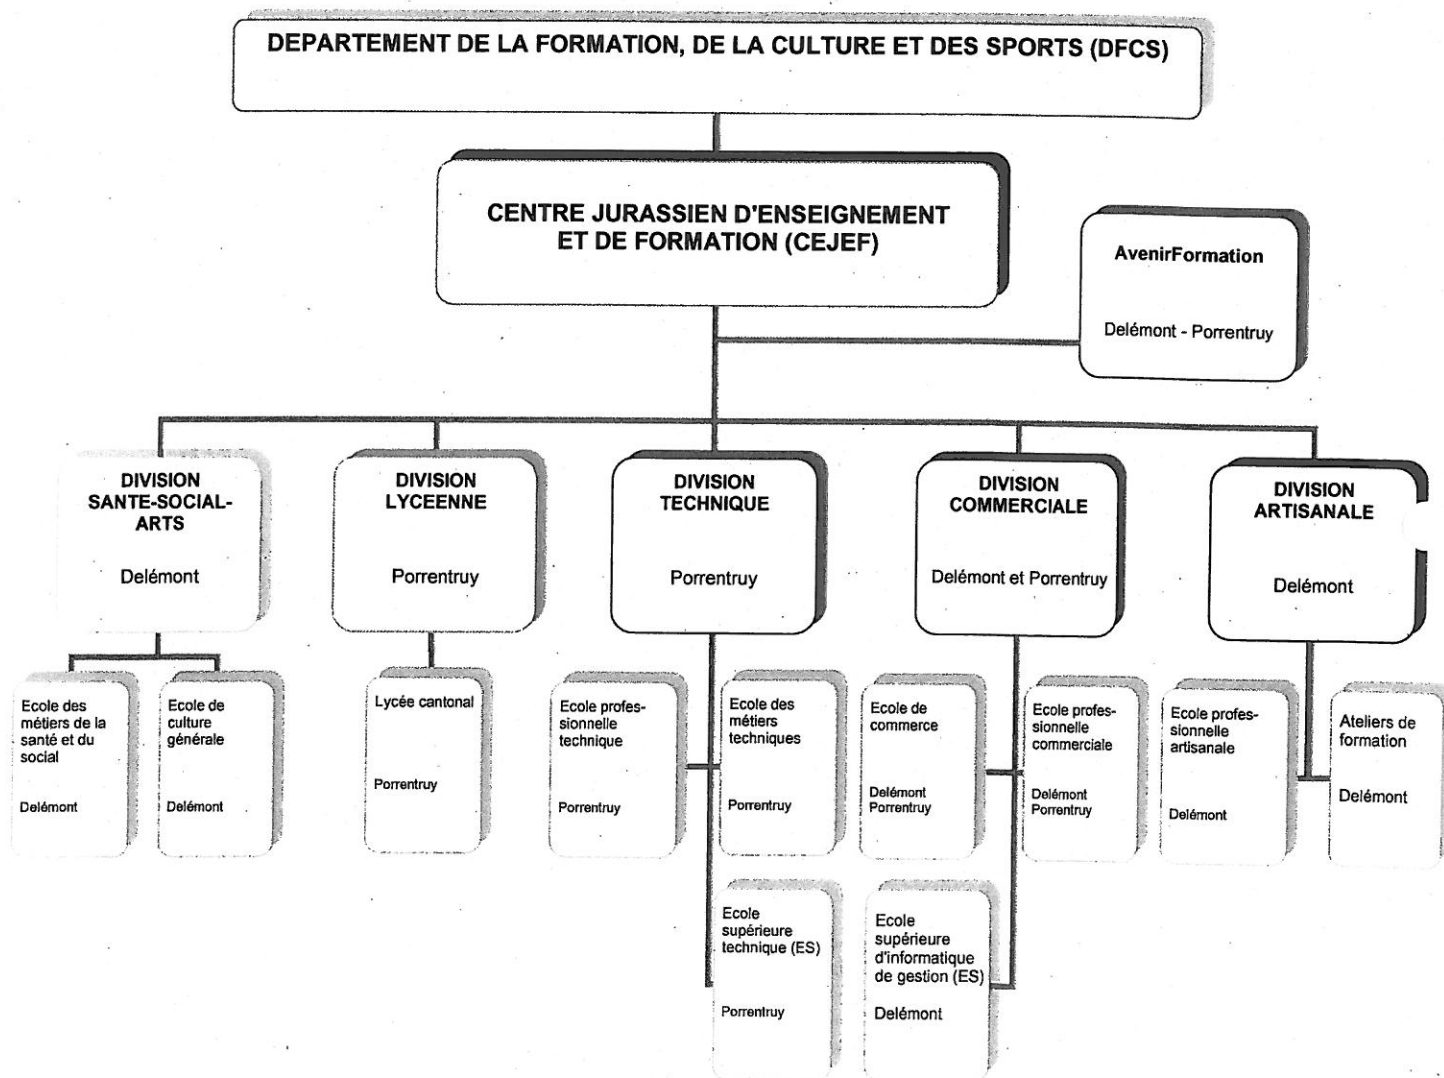 DEPARTEMENT DE LA FORMATION, DE LA CULTURE ET DES SPORTS (DFCS)
CENTRE JURASSIEN D'ENSEIGNEMENT
ET DE FORMATION (CEJEF)
AvenirFormation
Delémont - Porrentruy
DIVISION
SANTE-SOCIAL-
ARTS
Delémont
DIVISION
LYCEENNE
Porrentruy
DIVISION
TECHNIQUE
Porrentruy
DIVISION
COMMERCIALE
Delémont et Porrentruy
DIVISION
ARTISANALE
Delémont
Ecole des
métiers de la
santé et du
social
Delémont
Ecole de
culture
générale
Delémont
Lycée cantonal
Porrentruy
Ecole profes-
sionnelle
technique
Porrentruy
Ecole des
métiers
techniques
Porrentruy
Ecole de
commerce
Delémont
Porrentruy
Ecole profes-
sionnelle
commerciale
Delémont
Porrentruy
Ecole profes-
sionnelle
artisanale
Delémont
Ateliers de
formation
Delémont
Ecole
supérieure
technique (ES)
Porrentruy
Ecole
supérieure
d'informatique
de gestion (ES)
Delémont